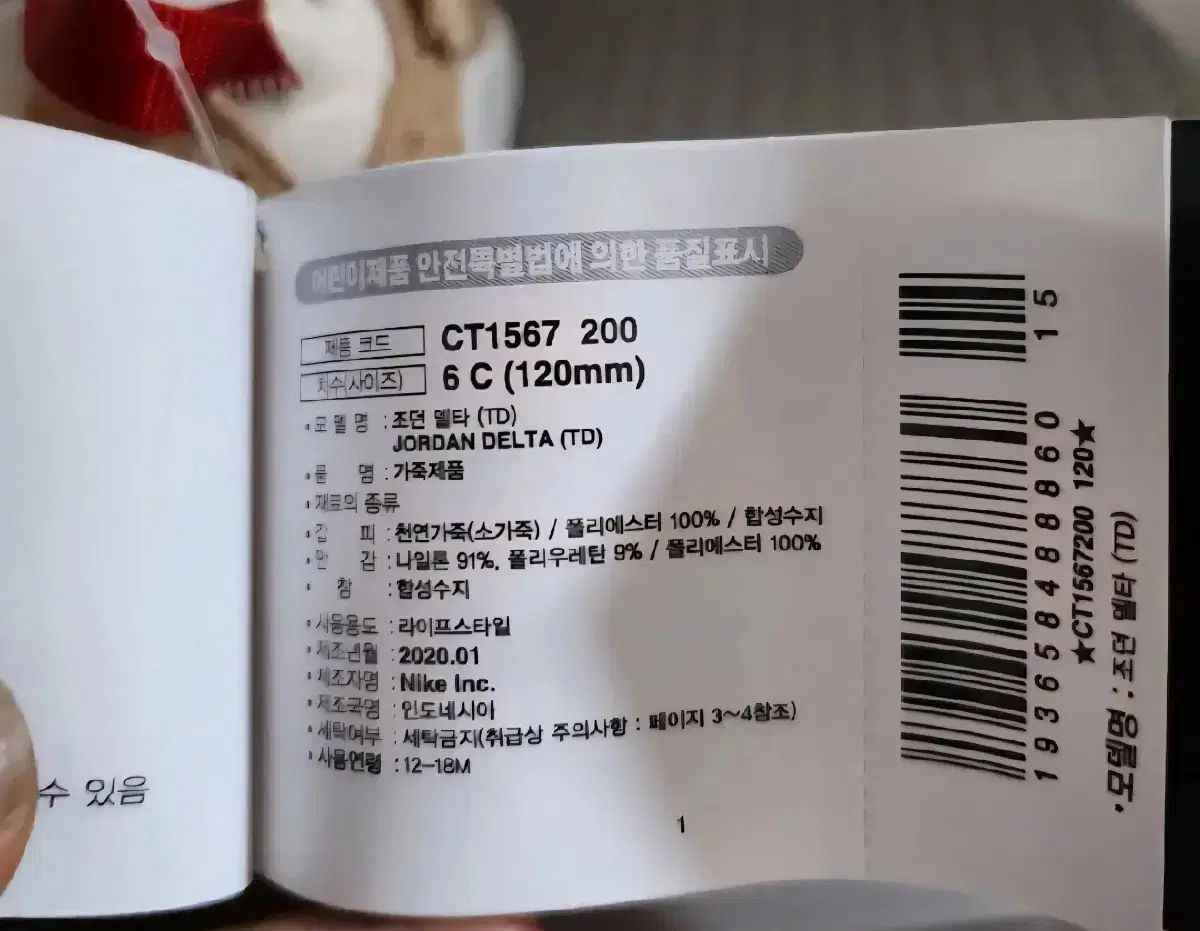 수 있음
어린이제품 안전특별법에 의한 품질표시
제품 코드 CT1567 200
치수(사이즈) 6 C (120mm)
• 모 델 명 : 조던 델타 (TD)
JORDAN DELTA (TD)
• 품 명 : 가죽제품
• 재료의 종류
• 갑 피 : 천연가죽(소가죽) / 폴리에스터 100% / 합성수지
• 안 감 : 나일론 91%, 폴리우레탄 9% / 폴리에스터 100%
• 창 : 합성수지
• 사용용도 : 라이프스타일
• 제조년월 : 2020.01
• 제조자명 : Nike Inc.
• 제조국명 : 인도네시아
• 세탁여부 : 세탁금지(취급상 주의사항 : 페이지 3~4참조)
• 사용연령 : 12-18M
1
193658488860 15
★CT1567200 120★
• 모델명 : 조던 델타 (TD)